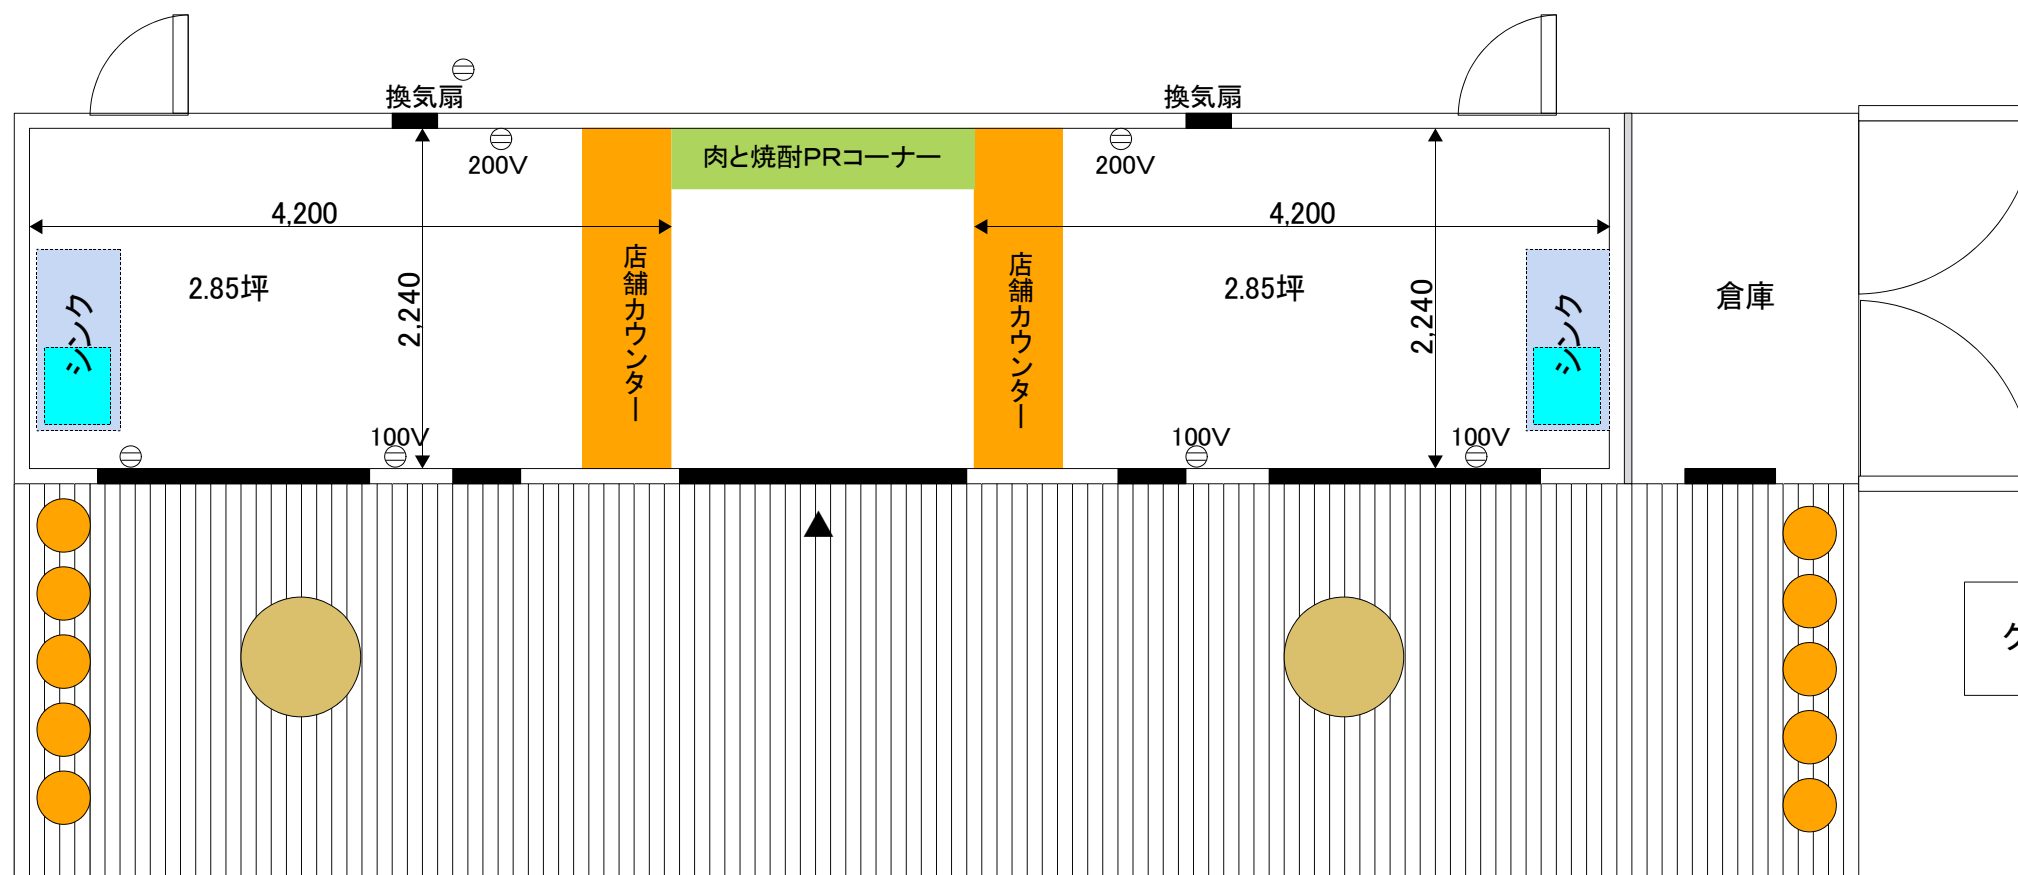 換気扇
換気扇
200V
肉と焼酎PRコーナー
200V
4,200
4,200
店舗カウンター
店舗カウンター
2.85坪
2,240
2.85坪
2,240
倉庫
シンク
シンク
100V
100V
100V